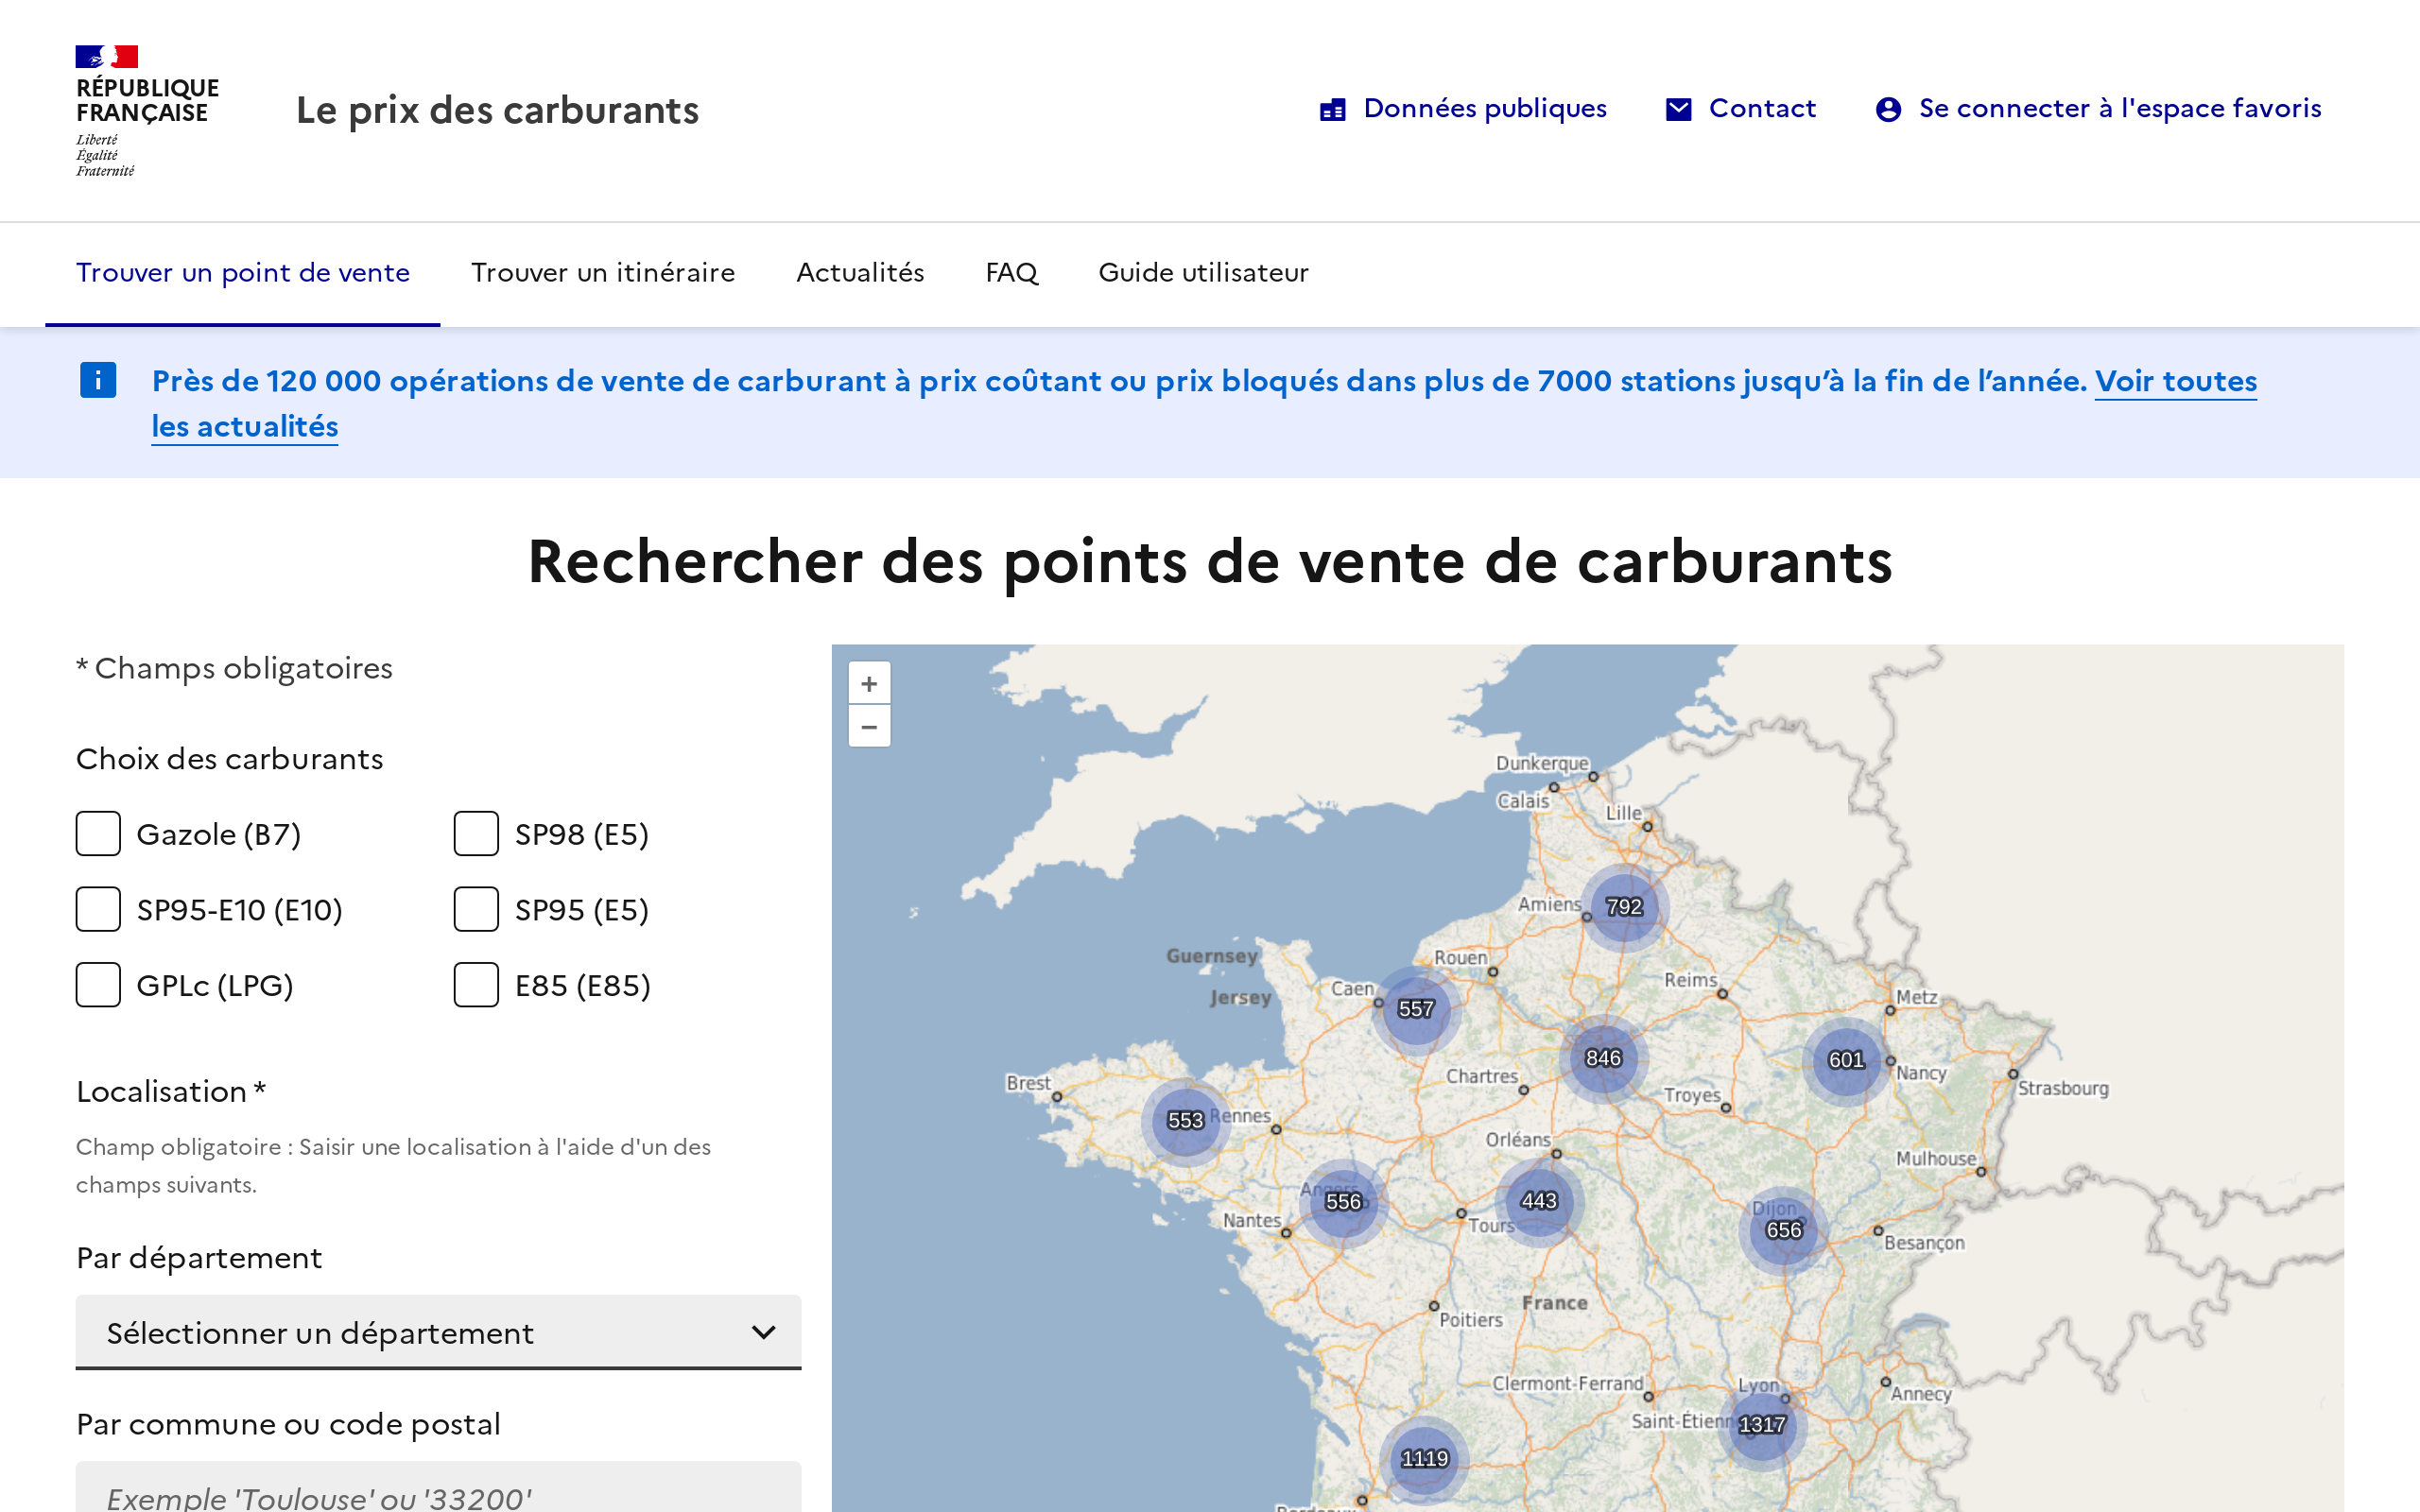 RÉPUBLIQUE
FRANÇAISE
Liberté
Égalité
Fraternité
Le prix des carburants
Données publiques
Contact
Se connecter à l'espace favoris
Trouver un point de vente
Trouver un itinéraire
Actualités
FAQ
Guide utilisateur
Près de 120 000 opérations de vente de carburant à prix coûtant ou prix bloqués dans plus de 7000 stations jusqu’à la fin de l’année. Voir toutes
les actualités
Rechercher des points de vente de carburants
* Champs obligatoires
Choix des carburants
Gazole (B7)
SP98 (E5)
SP95-E10 (E10)
SP95 (E5)
GPLc (LPG)
E85 (E85)
Localisation *
Champ obligatoire : Saisir une localisation à l'aide d'un des
champs suivants.
Par département
Sélectionner un département
Par commune ou code postal
Exemple 'Toulouse' ou '33200'
+
−
Dunkerque
Calais
Lille
Amiens
792
Guernsey
Rouen
Reims
Jersey
Caen
557
Metz
846
601
Brest
Chartres
Nancy
Strasbourg
Troyes
553
Rennes
Orléans
Mulhouse
Angers
556
443
Nantes
Tours
Dijon
656
Besançon
France
Poitiers
Clermont-Ferrand
Lyon
Annecy
1317
1119